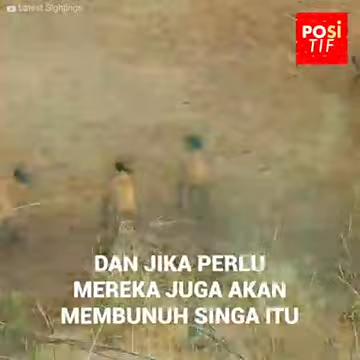 Latest Sightings
POSi
TIF
DAN JIKA PERLU
MEREKA JUGA AKAN
MEMBUNUH SINGA ITU